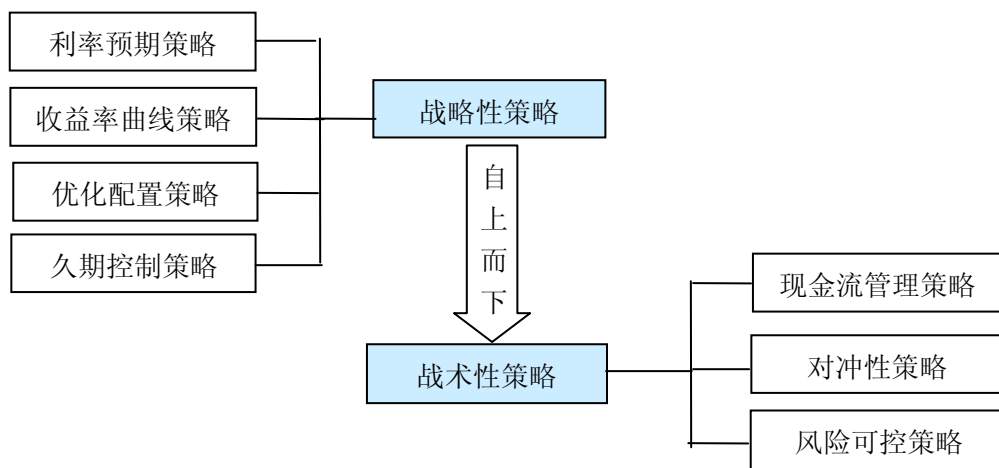 利率预期策略
收益率曲线策略
战略性策略
优化配置策略
久期控制策略
自
上
而
下
现金流管理策略
战术性策略
对冲性策略
风险可控策略